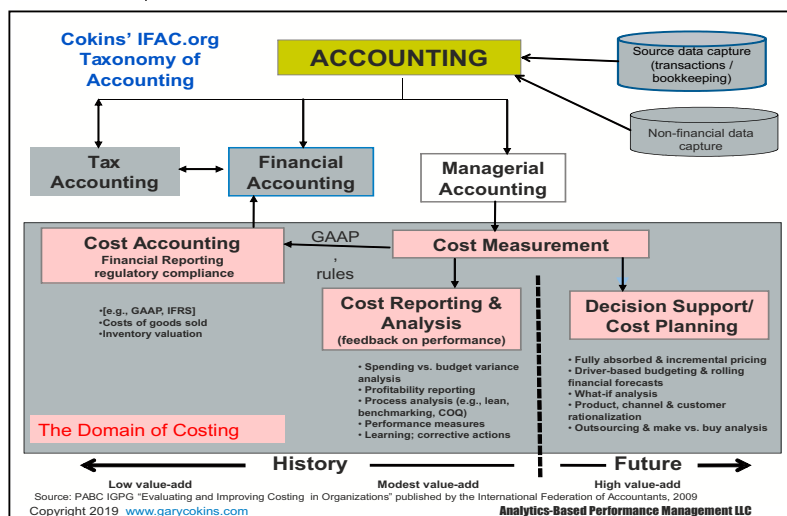 Cokins' IFAC.org
Taxonomy of
Accounting
ACCOUNTING
Source data capture
(transactions /
bookkeeping)
Non-financial data
capture
Tax
Accounting
Financial
Accounting
Managerial
Accounting
Cost Accounting
Financial Reporting
regulatory compliance
GAAP
,
rules
Cost Measurement
•[e.g., GAAP, IFRS]
•Costs of goods sold
•Inventory valuation
Cost Reporting &
Analysis
(feedback on performance)
Decision Support/
Cost Planning
• Spending vs. budget variance
analysis
• Profitability reporting
• Process analysis (e.g., lean,
benchmarking, COQ)
• Performance measures
• Learning; corrective actions
• Fully absorbed & incremental pricing
• Driver-based budgeting & rolling
financial forecasts
• What-if analysis
• Product, channel & customer
rationalization
• Outsourcing & make vs. buy analysis
The Domain of Costing
History
Future
Low value-add
Modest value-add
High value-add
Source: PABC IGPG "Evaluating and Improving Costing in Organizations" published by the International Federation of Accountants, 2009
Copyright 2019 www.garycokins.com
Analytics-Based Performance Management LLC